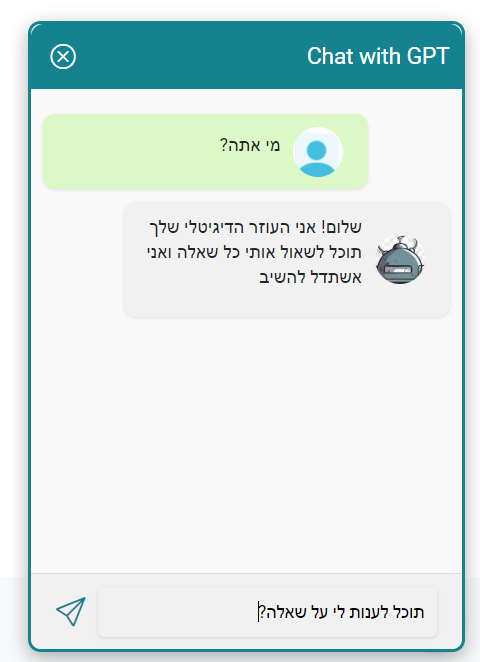 Chat with GPT
מי אתה?
שלום! אני העוזר הדיגיטלי שלך
תוכל לשאול אותי כל שאלה ואני
אשתדל להשיב
תוכל לענות לי על שאלה?